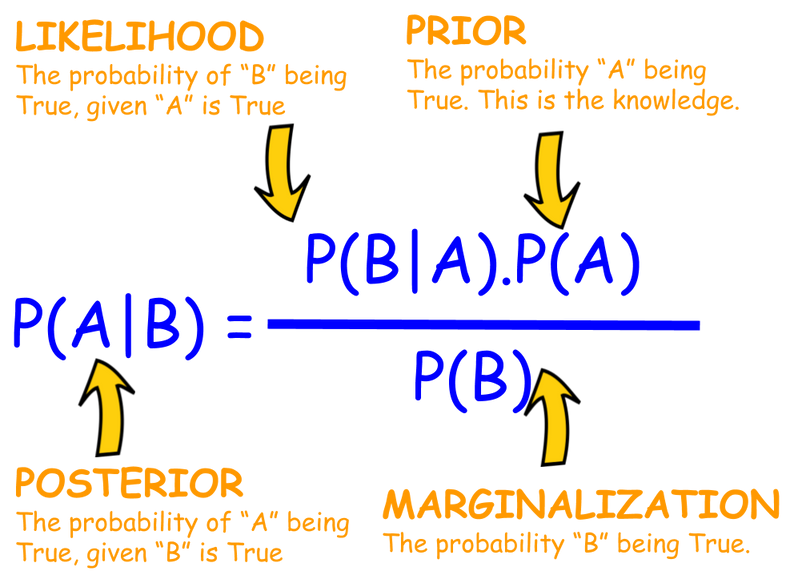 LIKELIHOOD
The probability of “B” being
True, given “A” is True
PRIOR
The probability “A” being
True. This is the knowledge.
P(A|B) =
P(B|A).P(A)
P(B)
POSTERIOR
The probability of “A” being
True, given “B” is True
MARGINALIZATION
The probability “B” being True.